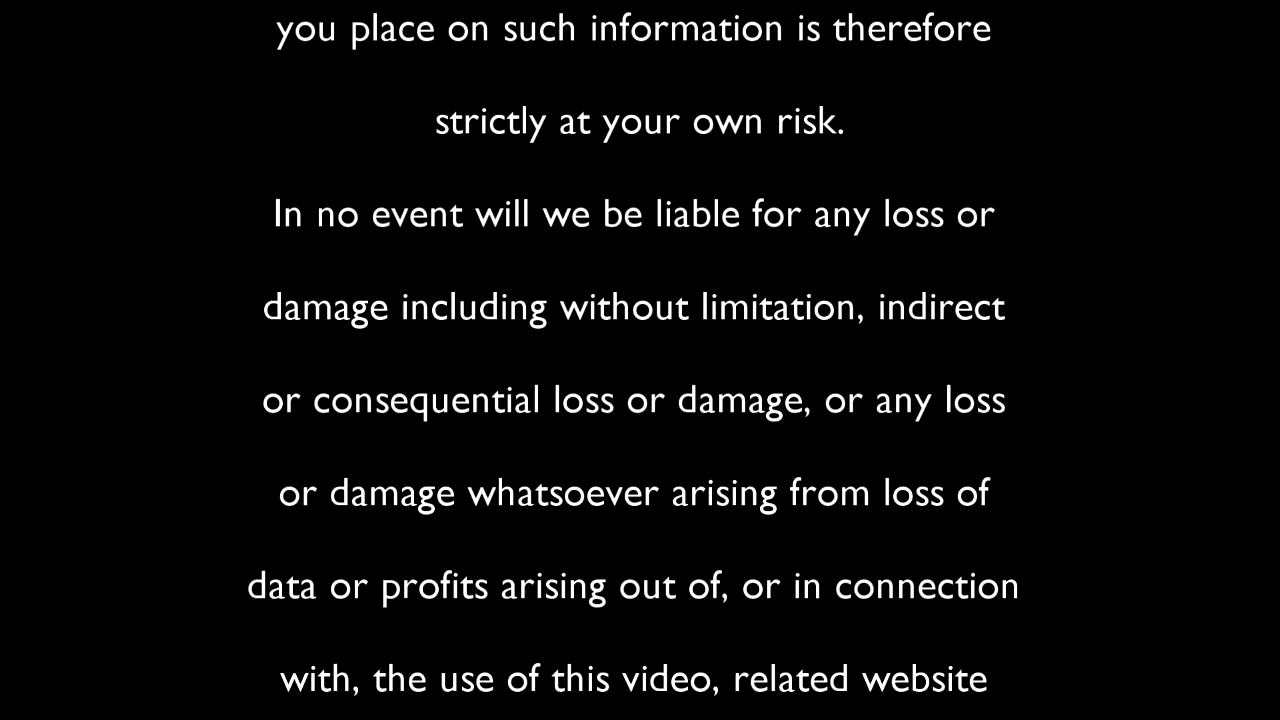 you place on such information is therefore
strictly at your own risk.
In no event will we be liable for any loss or
damage including without limitation, indirect
or consequential loss or damage, or any loss
or damage whatsoever arising from loss of
data or profits arising out of, or in connection
with, the use of this video, related website